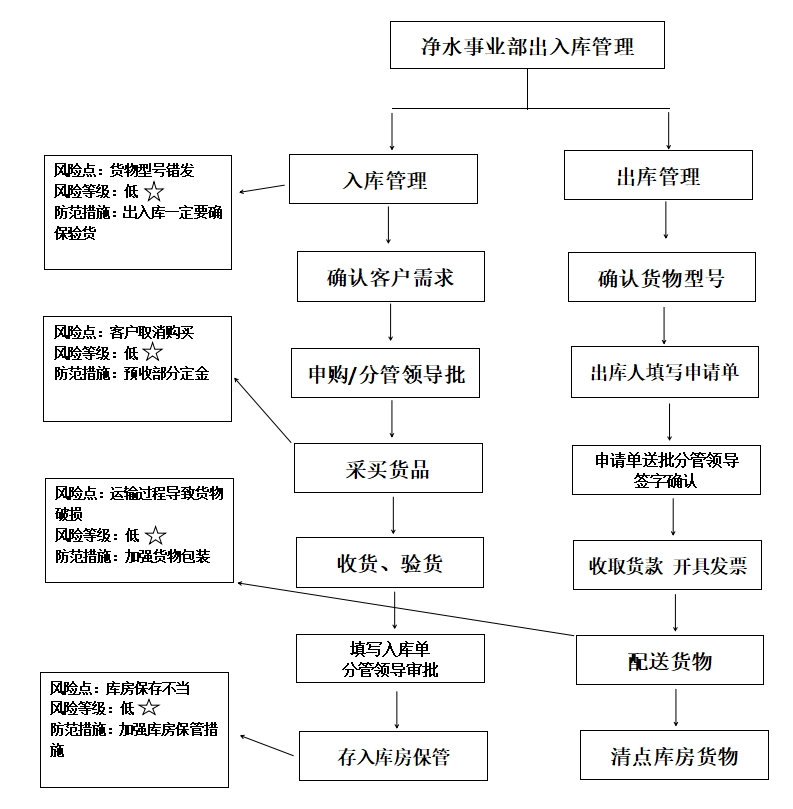 净水事业部出入库管理
风险点：货物型号错发
风险等级：低
防范措施：出入库一定要确
保验货
入库管理
出库管理
确认客户需求
确认货物型号
风险点：客户取消购买
风险等级：低
防范措施：预收部分定金
申购/分管领导批
出库人填写申请单
采买货品
申请单送批分管领导
签字确认
风险点：运输过程导致货物
破损
风险等级：低
防范措施：加强货物包装
收货、验货
收取货款 开具发票
填写入库单
分管领导审批
配送货物
风险点：库房保存不当
风险等级：低
防范措施：加强库房保管措
施
存入库房保管
清点库房货物